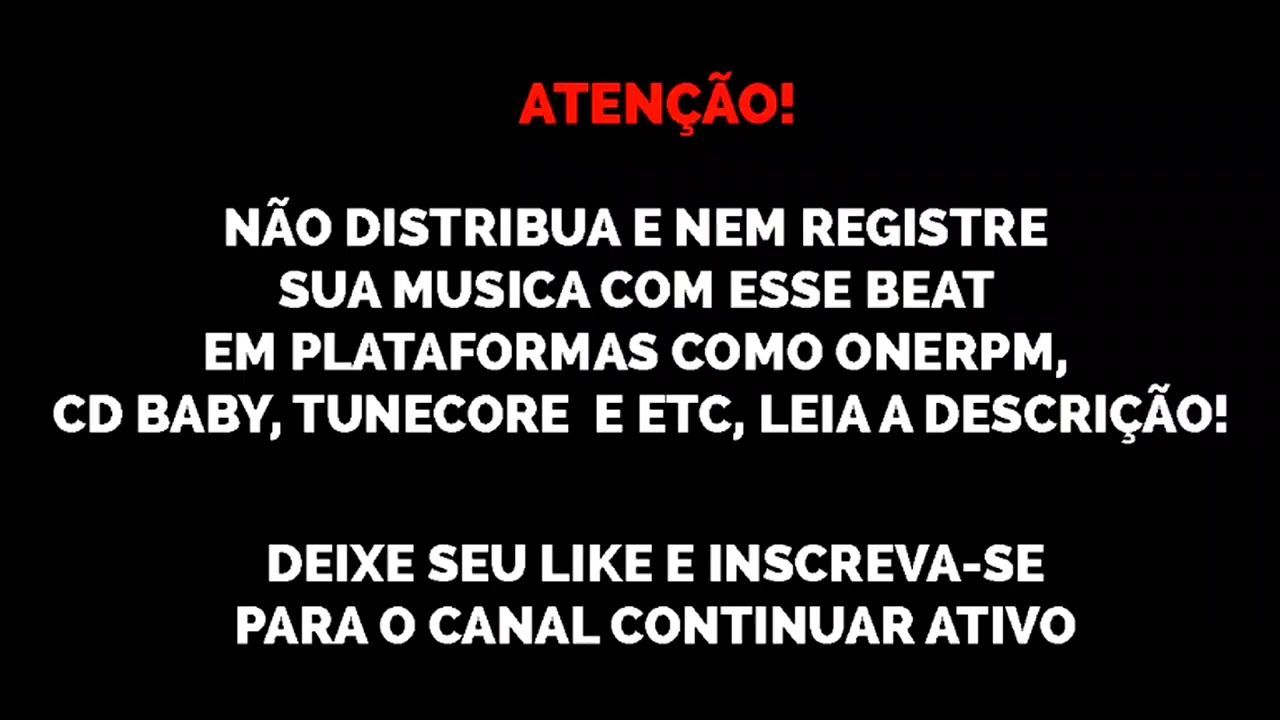 ATENÇÃO!
NÃO DISTRIBUA E NEM REGISTRE
SUA MUSICA COM ESSE BEAT
EM PLATAFORMAS COMO ONERPM,
CD BABY, TUNECORE  E ETC, LEIA A DESCRIÇÃO!
DEIXE SEU LIKE E INSCREVA-SE
PARA O CANAL CONTINUAR ATIVO